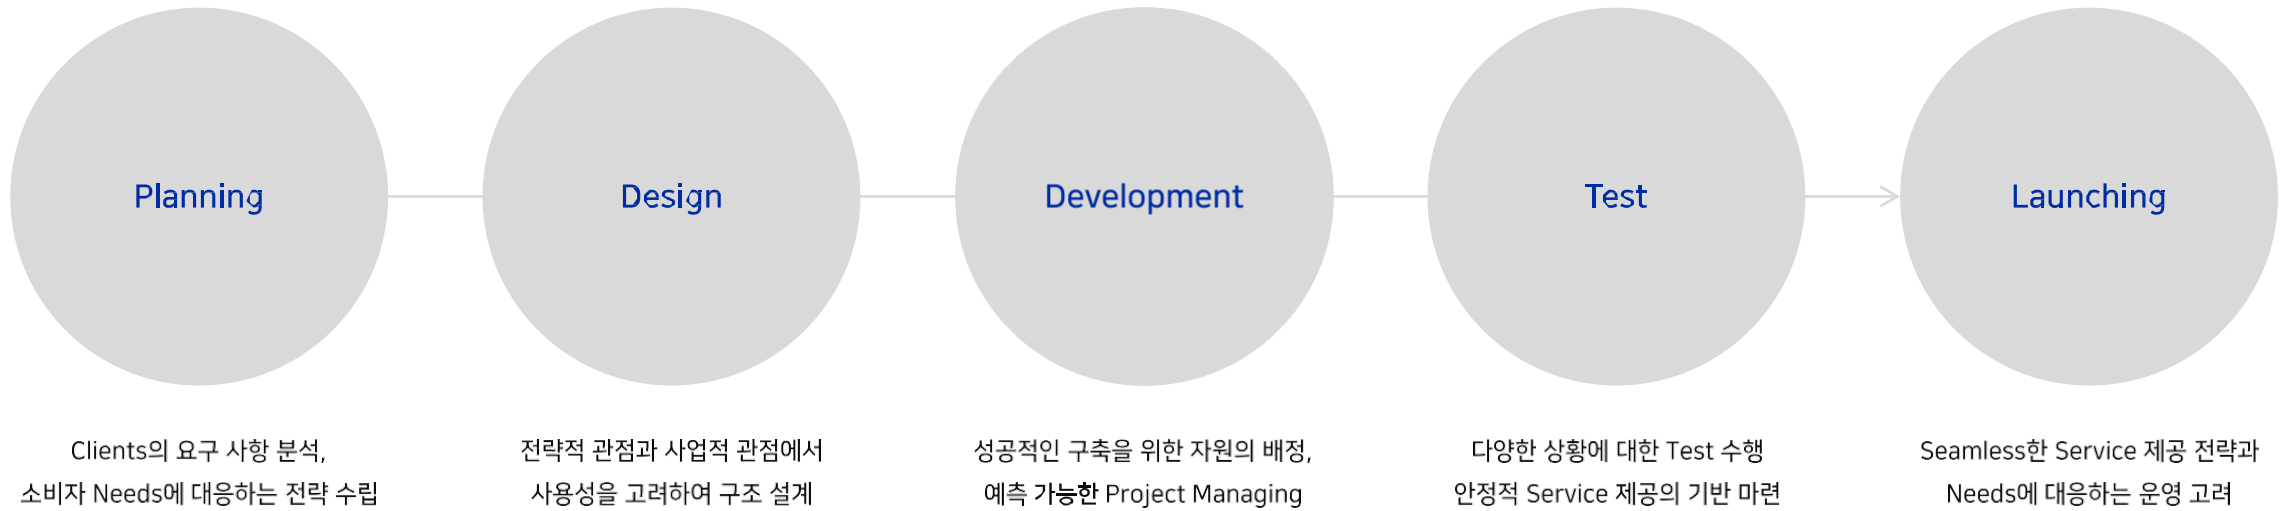 Planning
Design
Development
Test
Launching
Clients의 요구 사항 분석,
소비자 Needs에 대응하는 전략 수립
전략적 관점과 사업적 관점에서
사용성을 고려하여 구조 설계
성공적인 구축을 위한 자원의 배정,
예측 가능한 Project Managing
다양한 상황에 대한 Test 수행
안정적 Service 제공의 기반 마련
Seamless한 Service 제공 전략과
Needs에 대응하는 운영 고려